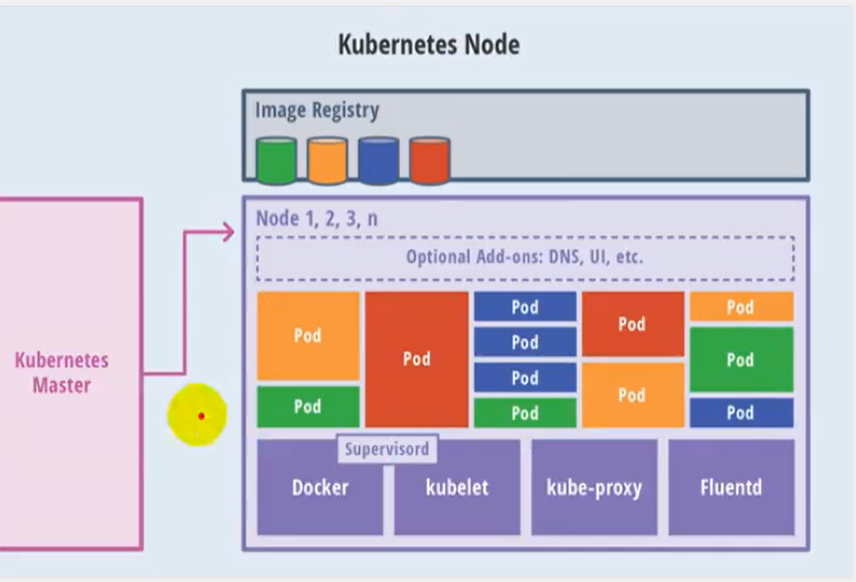 Kubernetes Node
Image Registry
Node 1, 2, 3, n
Optional Add-ons: DNS, UI, etc.
Kubernetes
Master
Pod
Pod
Pod
Pod
Pod
Pod
Pod
Pod
Pod
Pod
Pod
Pod
Supervisord
Docker
kubelet
kube-proxy
Fluentd